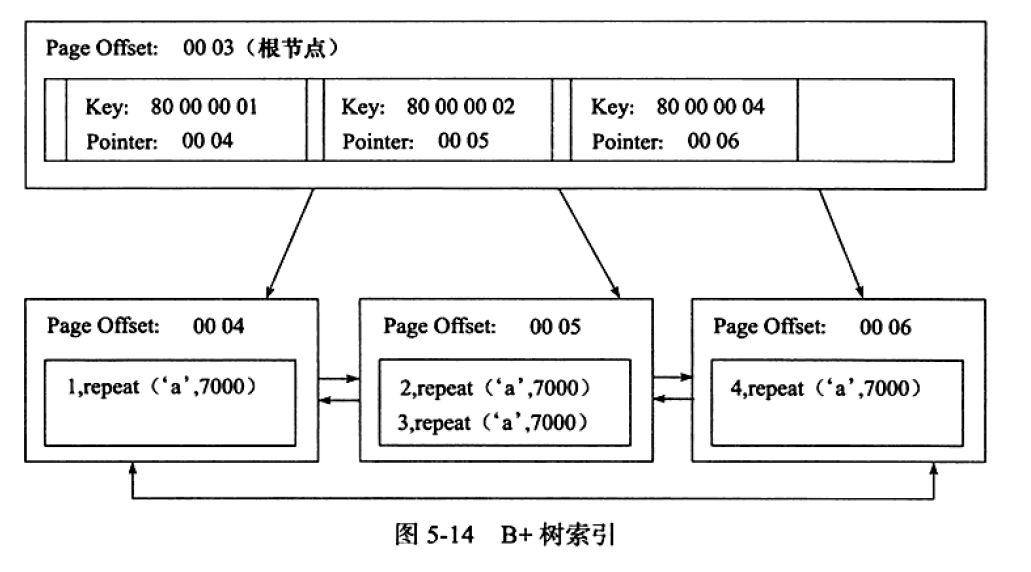 Page Offset: 00 03（根节点）
Key: 80 00 00 01 Key: 80 00 00 02 Key: 80 00 00 04
Pointer: 00 04 Pointer: 00 05 Pointer: 00 06
Page Offset: 00 04 Page Offset: 00 05 Page Offset: 00 06
1,repeat（‘a’,7000） 2,repeat（‘a’,7000） 4,repeat（‘a’,7000）
3,repeat（‘a’,7000）
图 5-14 B+ 树索引